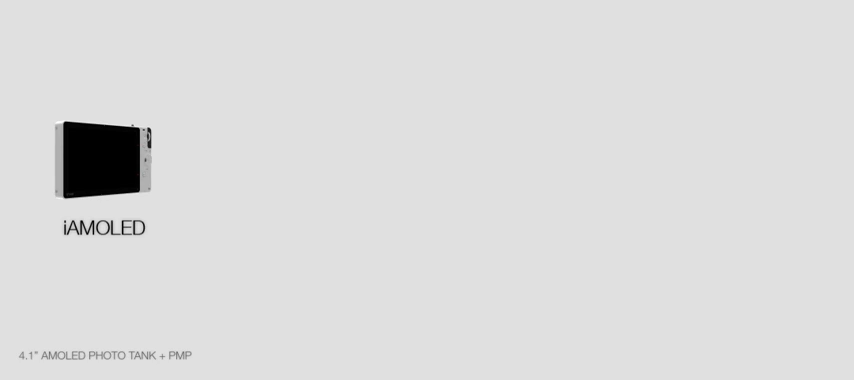 iAMOLED
4.1” AMOLED PHOTO TANK + PMP